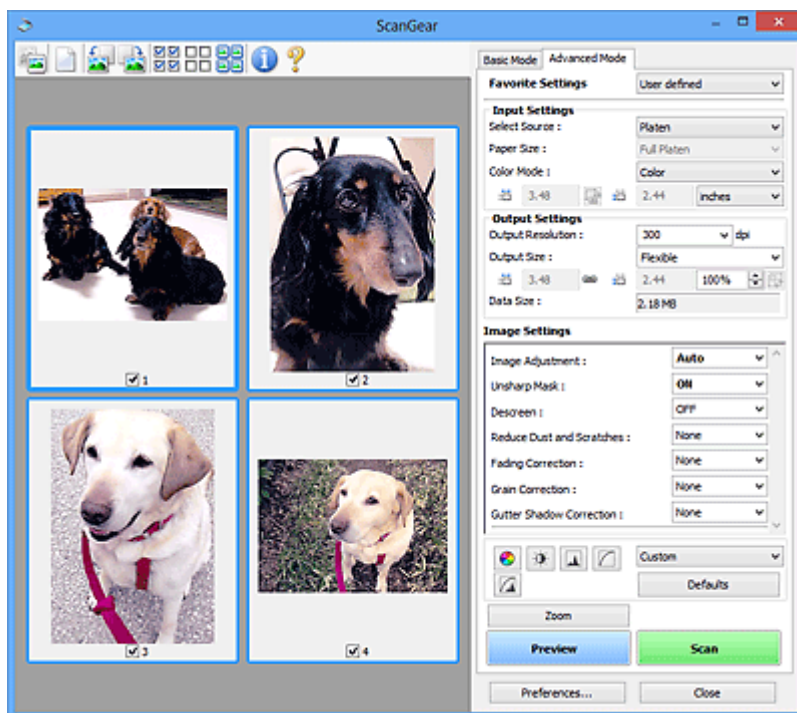 ScanGear
Basic Mode Advanced Mode
Favorite Settings User defined
Input Settings
Select Source : Platen
Paper Size : Full Platen
Color Mode : Color
3.48 2.44 inches
Output Settings
Output Resolution : 300 dpi
Output Size : Flexible
3.48 2.44 100%
Data Size : 2.18 MB
Image Settings
Image Adjustment : Auto
Unsharp Mask : ON
Descreen : OFF
Reduce Dust and Scratches : None
Fading Correction : None
Grain Correction : None
Gutter Shadow Correction : None
Custom
Defaults
Zoom
Preview Scan
Preferences... Close
1
2
3
4